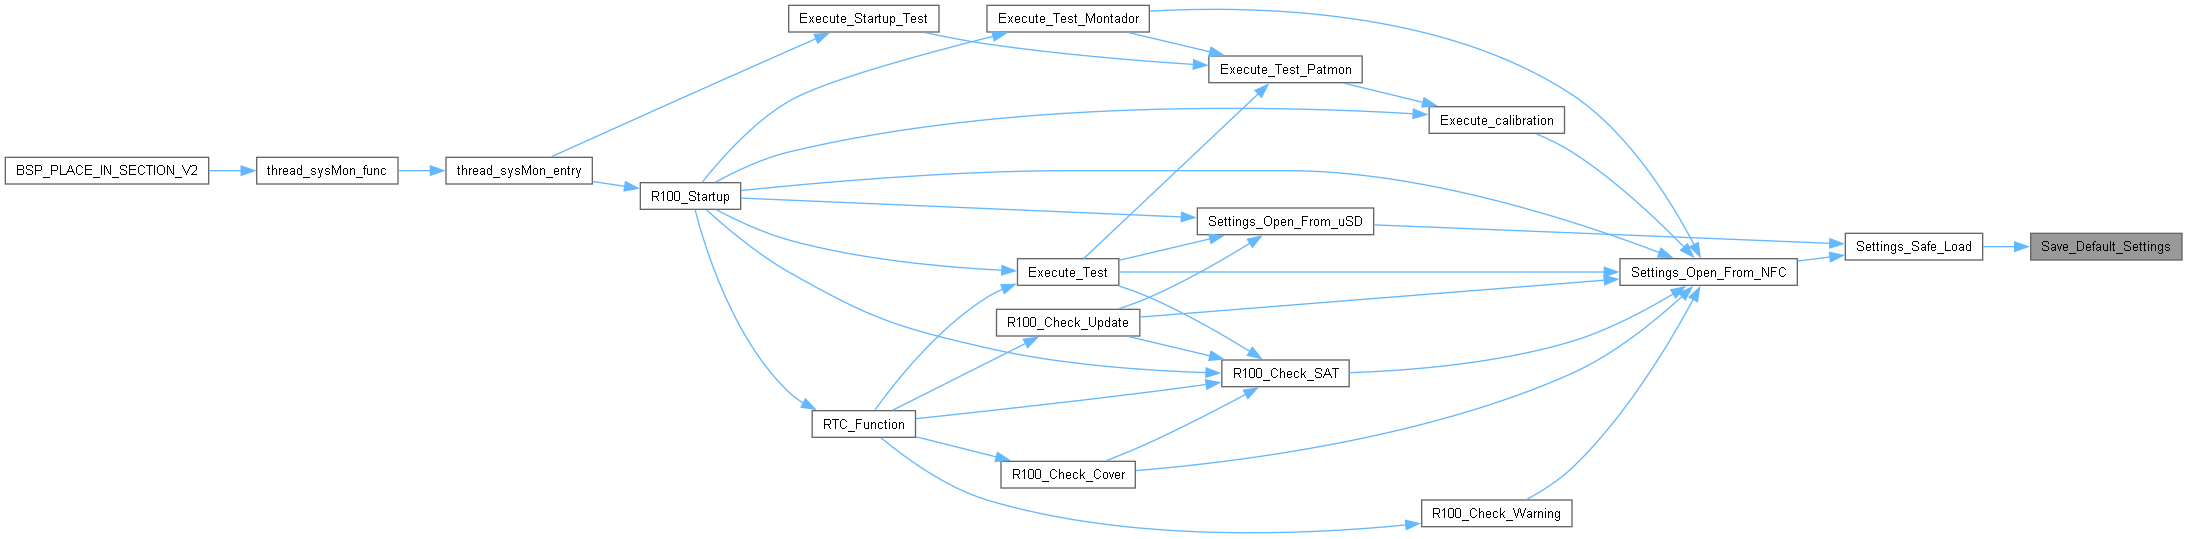 Execute_Startup_Test
Execute_Test_Montador
Execute_Test_Patmon
Execute_calibration
BSP_PLACE_IN_SECTION_V2
thread_sysMon_func
thread_sysMon_entry
R100_Startup
Settings_Open_From_uSD
Settings_Safe_Load
Save_Default_Settings
Execute_Test
Settings_Open_From_NFC
R100_Check_Update
R100_Check_SAT
RTC_Function
R100_Check_Cover
R100_Check_Warning